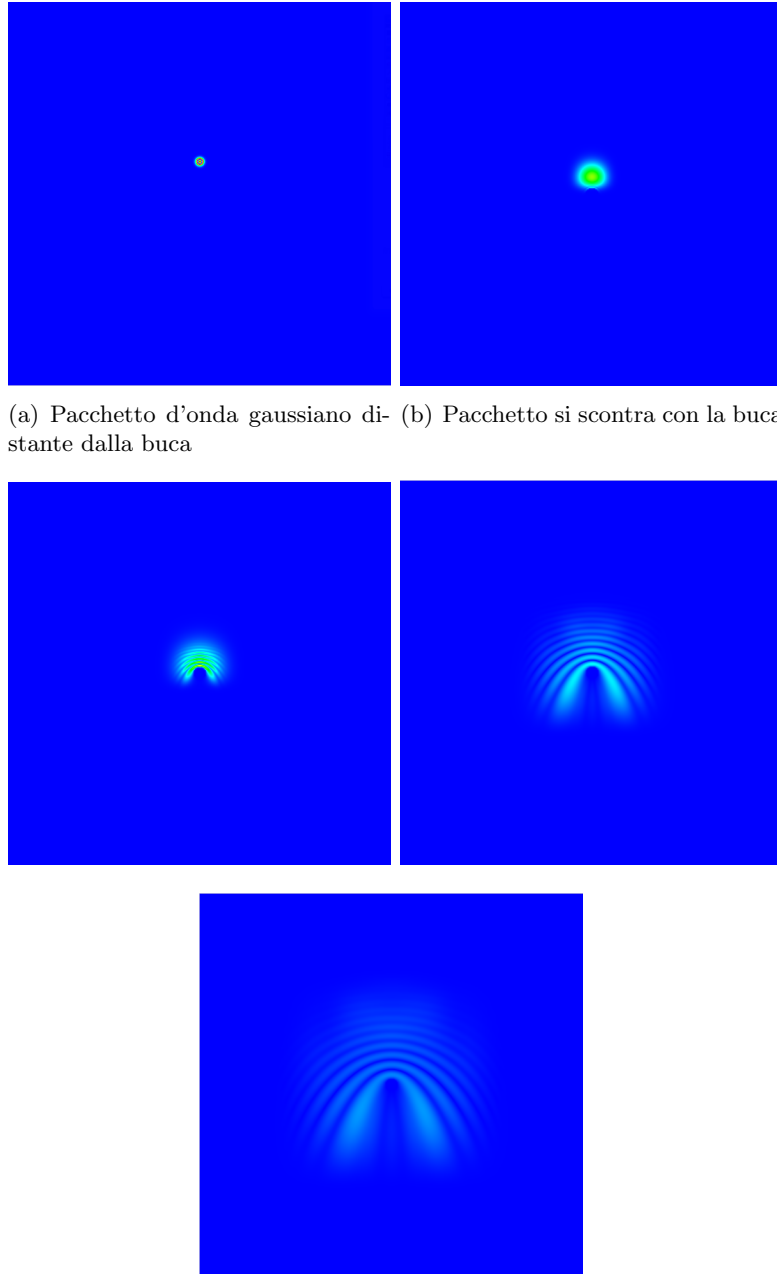 (a) Pacchetto d'onda gaussiano di-
stante dalla buca
(b) Pacchetto si scontra con la buca